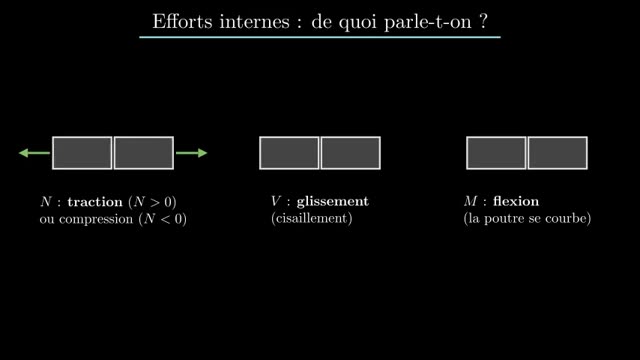 Efforts internes : de quoi parle-t-on ?
N : traction (N > 0)
ou compression (N < 0)
V : glissement
(cisaillement)
M : flexion
(la poutre se courbe)